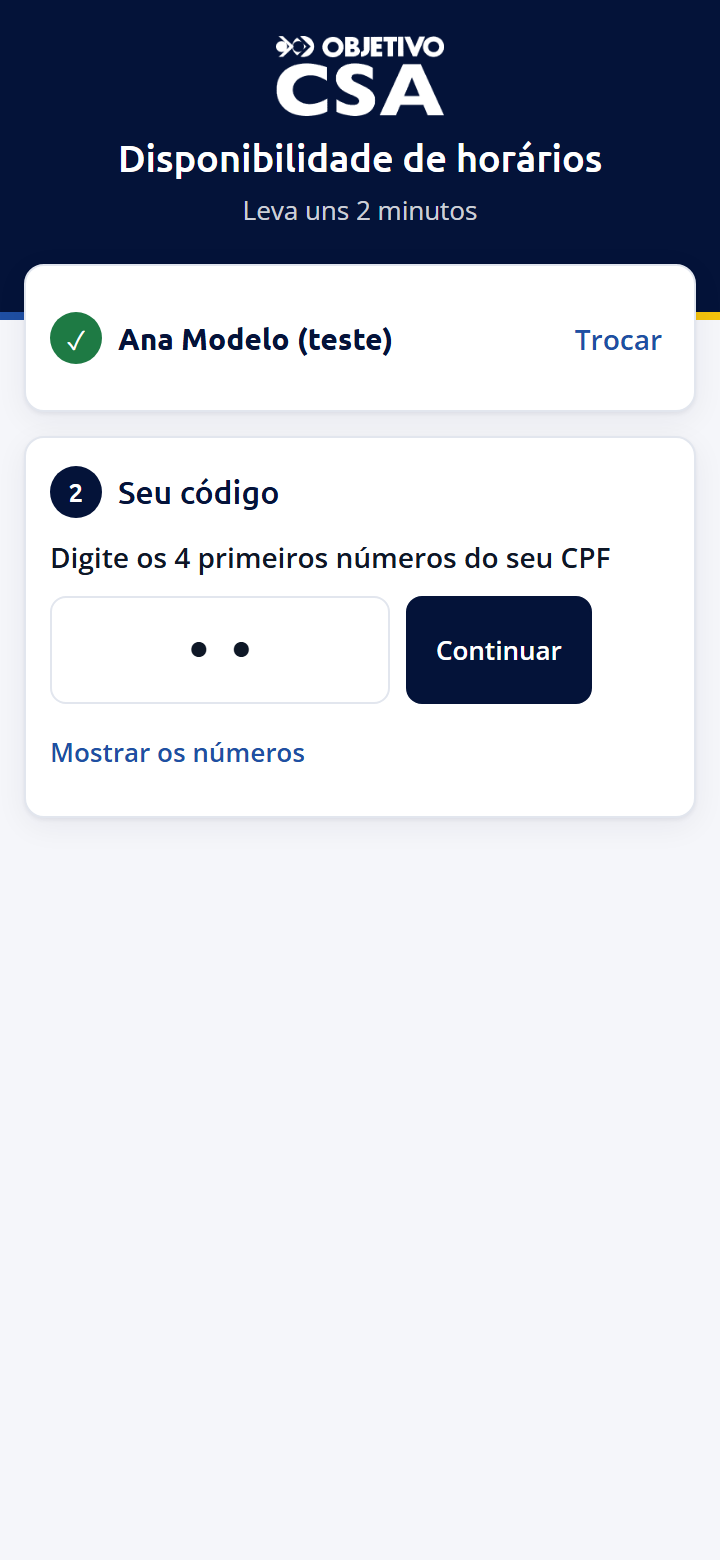 OBJETIVO
CSA
Disponibilidade de horários
Leva uns 2 minutos
Ana Modelo (teste)
Trocar
2 Seu código
Digite os 4 primeiros números do seu CPF
Continuar
Mostrar os números